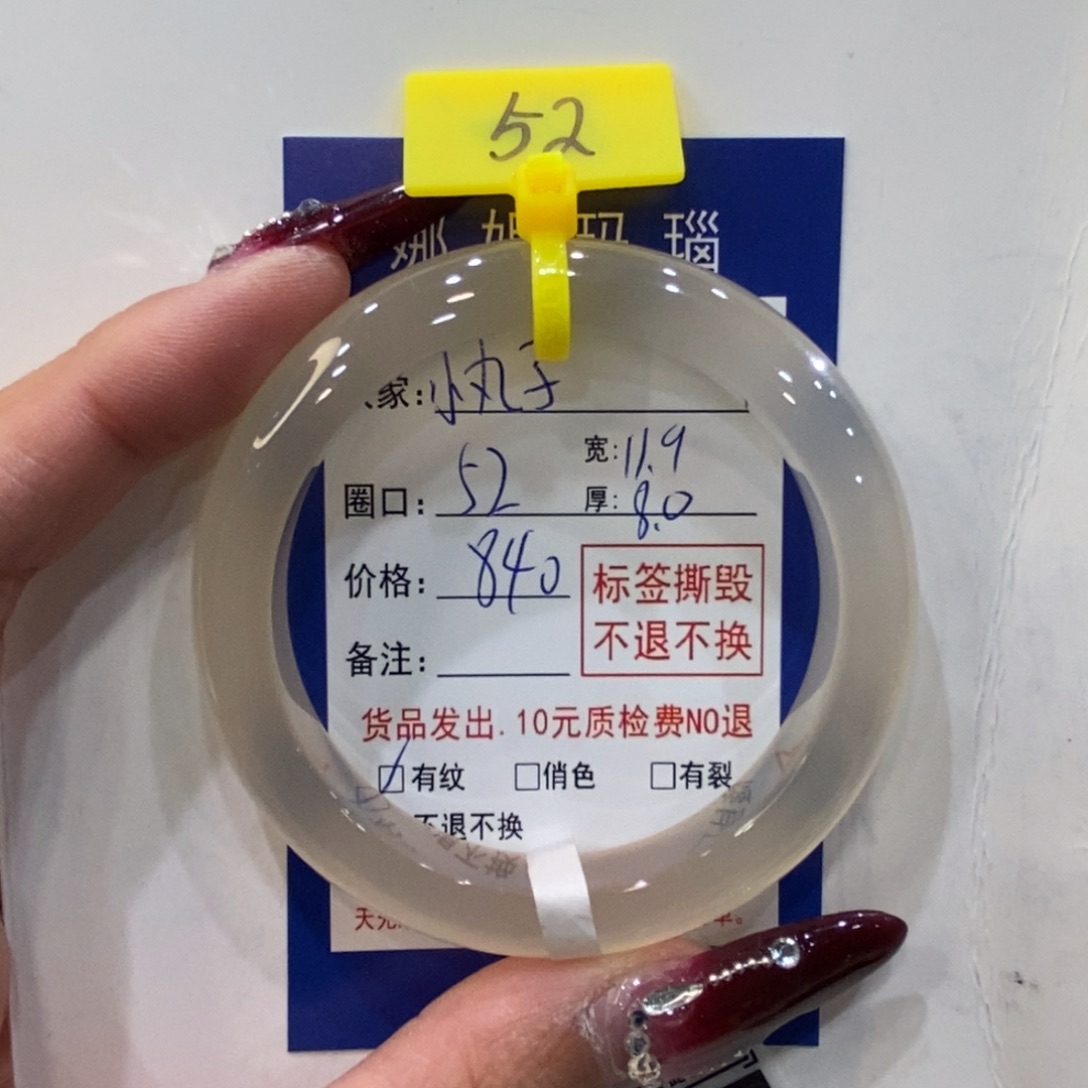 52
娜 妲 玛 瑙
家：小丸子
宽：11.9
圈口：52
厚：8.0
价格：840
标签撕毁
不退不换
备注：
货品发出.10元质检费NO退
☑有纹 □俏色 □有裂
不退不换